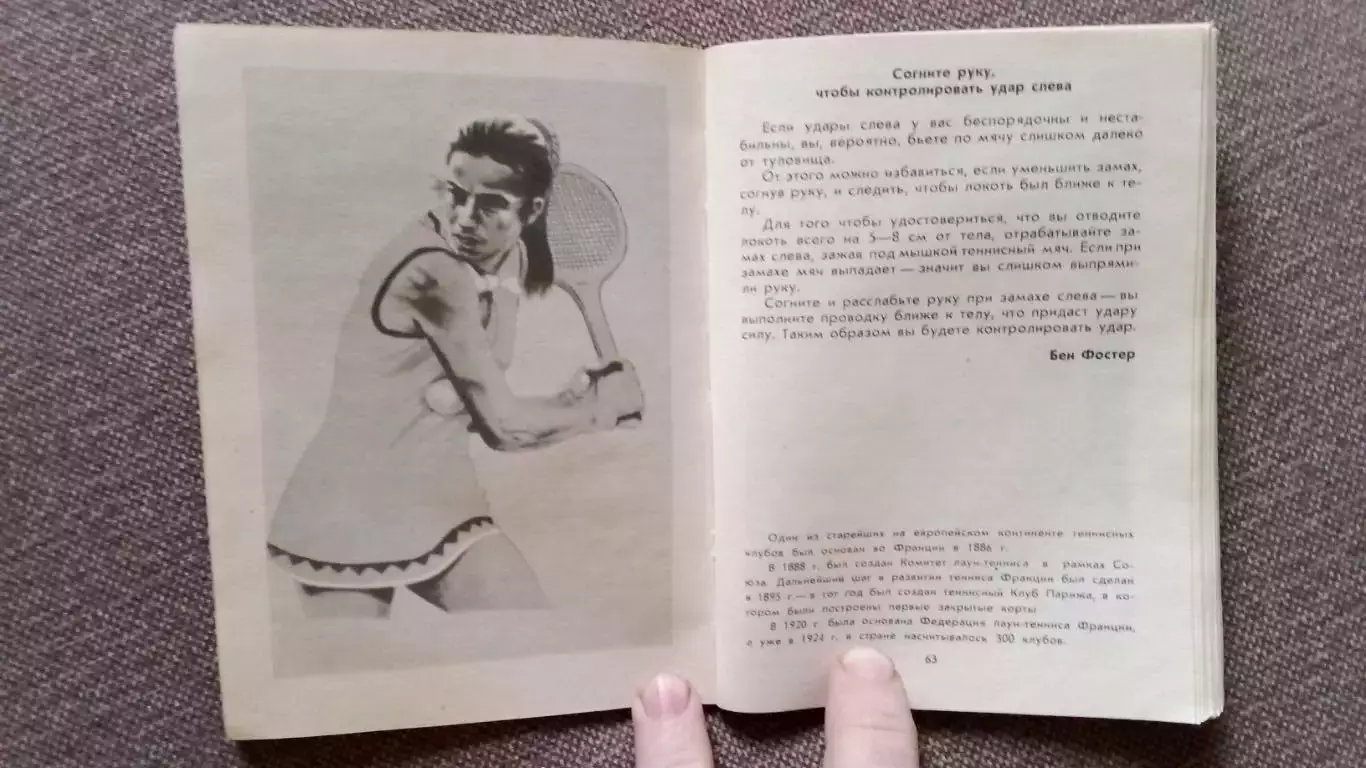 Согните руку,
чтобы контролировать удар слева
Если удары слева у вас беспорядочны и неста-
бильны, вы, вероятно, бьете по мячу слишком далеко
от туловища.
От этого можно избавиться, если уменьшить замах,
согнув руку, и следить, чтобы локоть был ближе к те-
лу.
Для того чтобы удостовериться, что вы отводите
локоть всего на 5—8 см от тела, отрабатывайте за-
мах слева, зажав под мышкой теннисный мяч. Если при
замахе мяч выпадает — значит вы слишком выпрями-
ли руку.
Согните и расслабьте руку при замахе слева — вы
выполните проводку ближе к телу, что придаст удару
силу. Таким образом вы будете контролировать удар.
Бен Фостер
Один из старейших на европейском континенте теннисных
клубов был основан во Франции в 1886 г.
В 1888 г. был создан Комитет лаун-тенниса в рамках Со-
юза. Дальнейший шаг в развитии тенниса Франции был сделан
в 1895 г.— в тот год был создан теннисный Клуб Парижа, в ко-
тором были построены первые закрытые корты
В 1920 г. была основана Федерация лаун-тенниса Франции,
а уже в 1924 г. в стране насчитывалось 300 клубов.
63